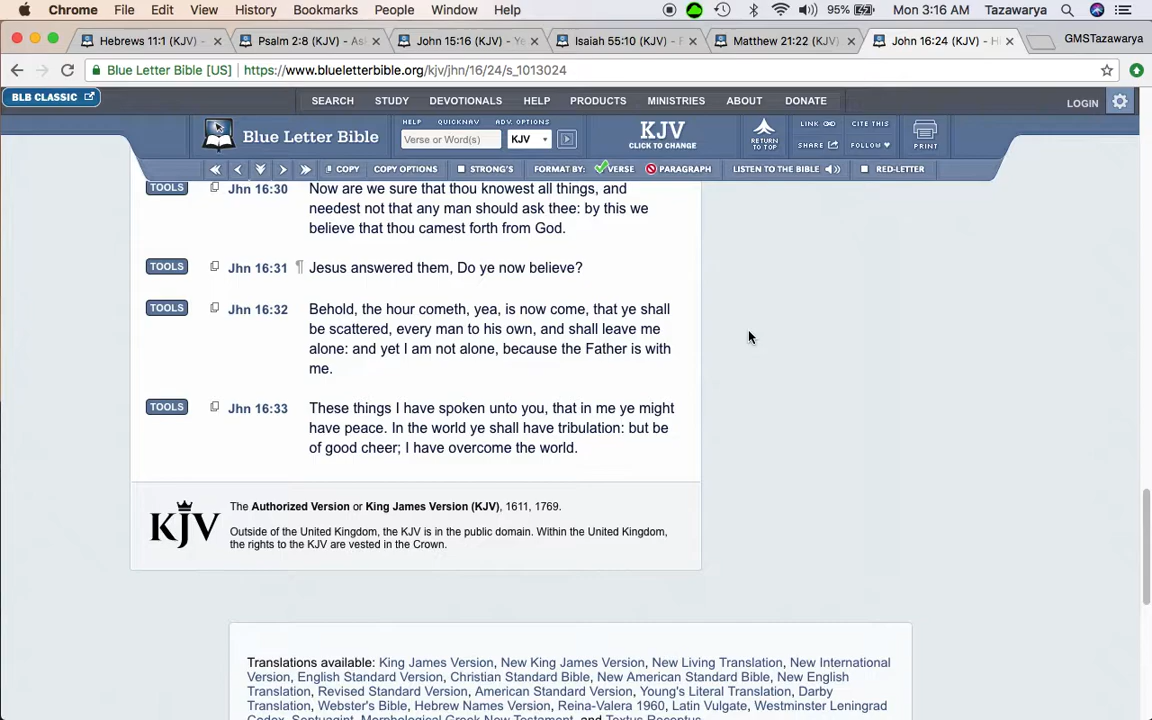 Chrome File Edit View History Bookmarks People Window Help 95% Mon 3:16 AM Tazawarya
Hebrews 11:1 (KJV) - × Psalm 2:8 (KJV) - As × John 15:16 (KJV) - Ye × Isaiah 55:10 (KJV) - F × Matthew 21:22 (KJV) × John 16:24 (KJV) - Hi × GMSTazawarya
Blue Letter Bible [US] https://www.blueletterbible.org/kjv/jhn/16/24/s_1013024
BLB CLASSIC SEARCH STUDY DEVOTIONALS HELP PRODUCTS MINISTRIES ABOUT DONATE LOGIN
HELP QUICKNAV ADV. OPTIONS
Blue Letter Bible Verse or Word(s) KJV KJV CLICK TO CHANGE RETURN TO TOP LINK CITE THIS SHARE FOLLOW PRINT
COPY COPY OPTIONS STRONG'S FORMAT BY: VERSE PARAGRAPH LISTEN TO THE BIBLE RED-LETTER
TOOLS Jhn 16:30 Now are we sure that thou knowest all things, and
needest not that any man should ask thee: by this we
believe that thou camest forth from God.
TOOLS Jhn 16:31 ¶ Jesus answered them, Do ye now believe?
TOOLS Jhn 16:32 Behold, the hour cometh, yea, is now come, that ye shall
be scattered, every man to his own, and shall leave me
alone: and yet I am not alone, because the Father is with
me.
TOOLS Jhn 16:33 These things I have spoken unto you, that in me ye might
have peace. In the world ye shall have tribulation: but be
of good cheer; I have overcome the world.
KJV The Authorized Version or King James Version (KJV), 1611, 1769.
Outside of the United Kingdom, the KJV is in the public domain. Within the United Kingdom,
the rights to the KJV are vested in the Crown.
Translations available: King James Version, New King James Version, New Living Translation, New International
Version, English Standard Version, Christian Standard Bible, New American Standard Bible, New English
Translation, Revised Standard Version, American Standard Version, Young's Literal Translation, Darby
Translation, Webster's Bible, Hebrew Names Version, Reina-Valera 1960, Latin Vulgate, Westminster Leningrad
Codex, Septuagint, Morphological Greek New Testament, and Textus Receptus.